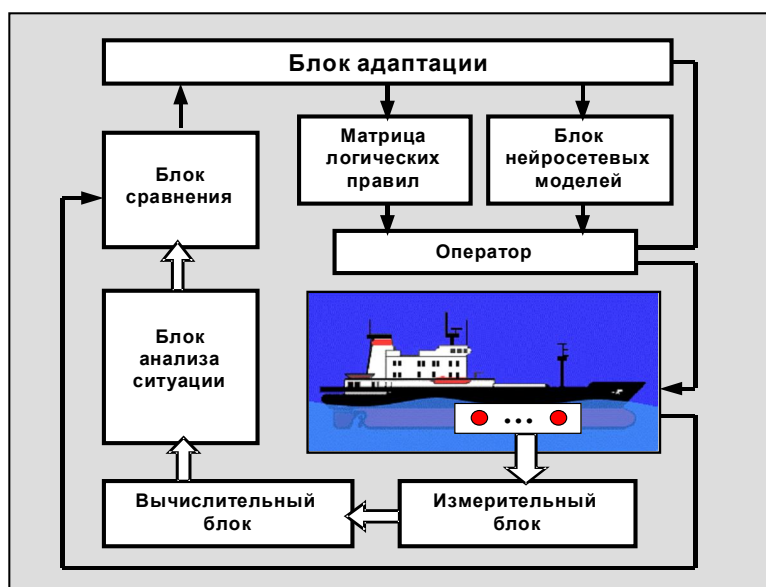 Блок адаптации
Матрица
логических
правил
Блок
нейросетевых
моделей
Блок
сравнения
Оператор
Блок
анализа
ситуации
...
Вычислительный
блок
Измерительный
блок